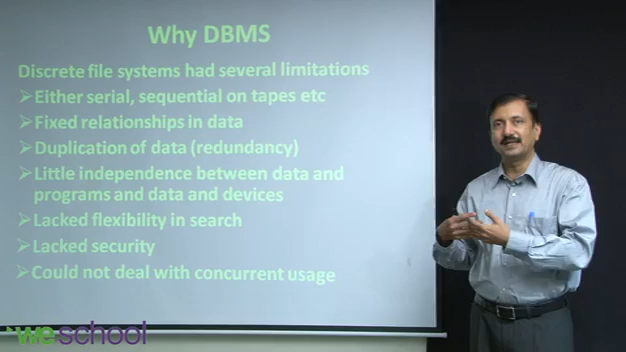 Why DBMS
Discrete file systems had several limitations
➢Either serial, sequential on tapes etc
➢Fixed relationships in data
➢Duplication of data (redundancy)
➢Little independence between data and
programs and data and devices
➢Lacked flexibility in search
➢Lacked security
➢Could not deal with concurrent usage
weschool